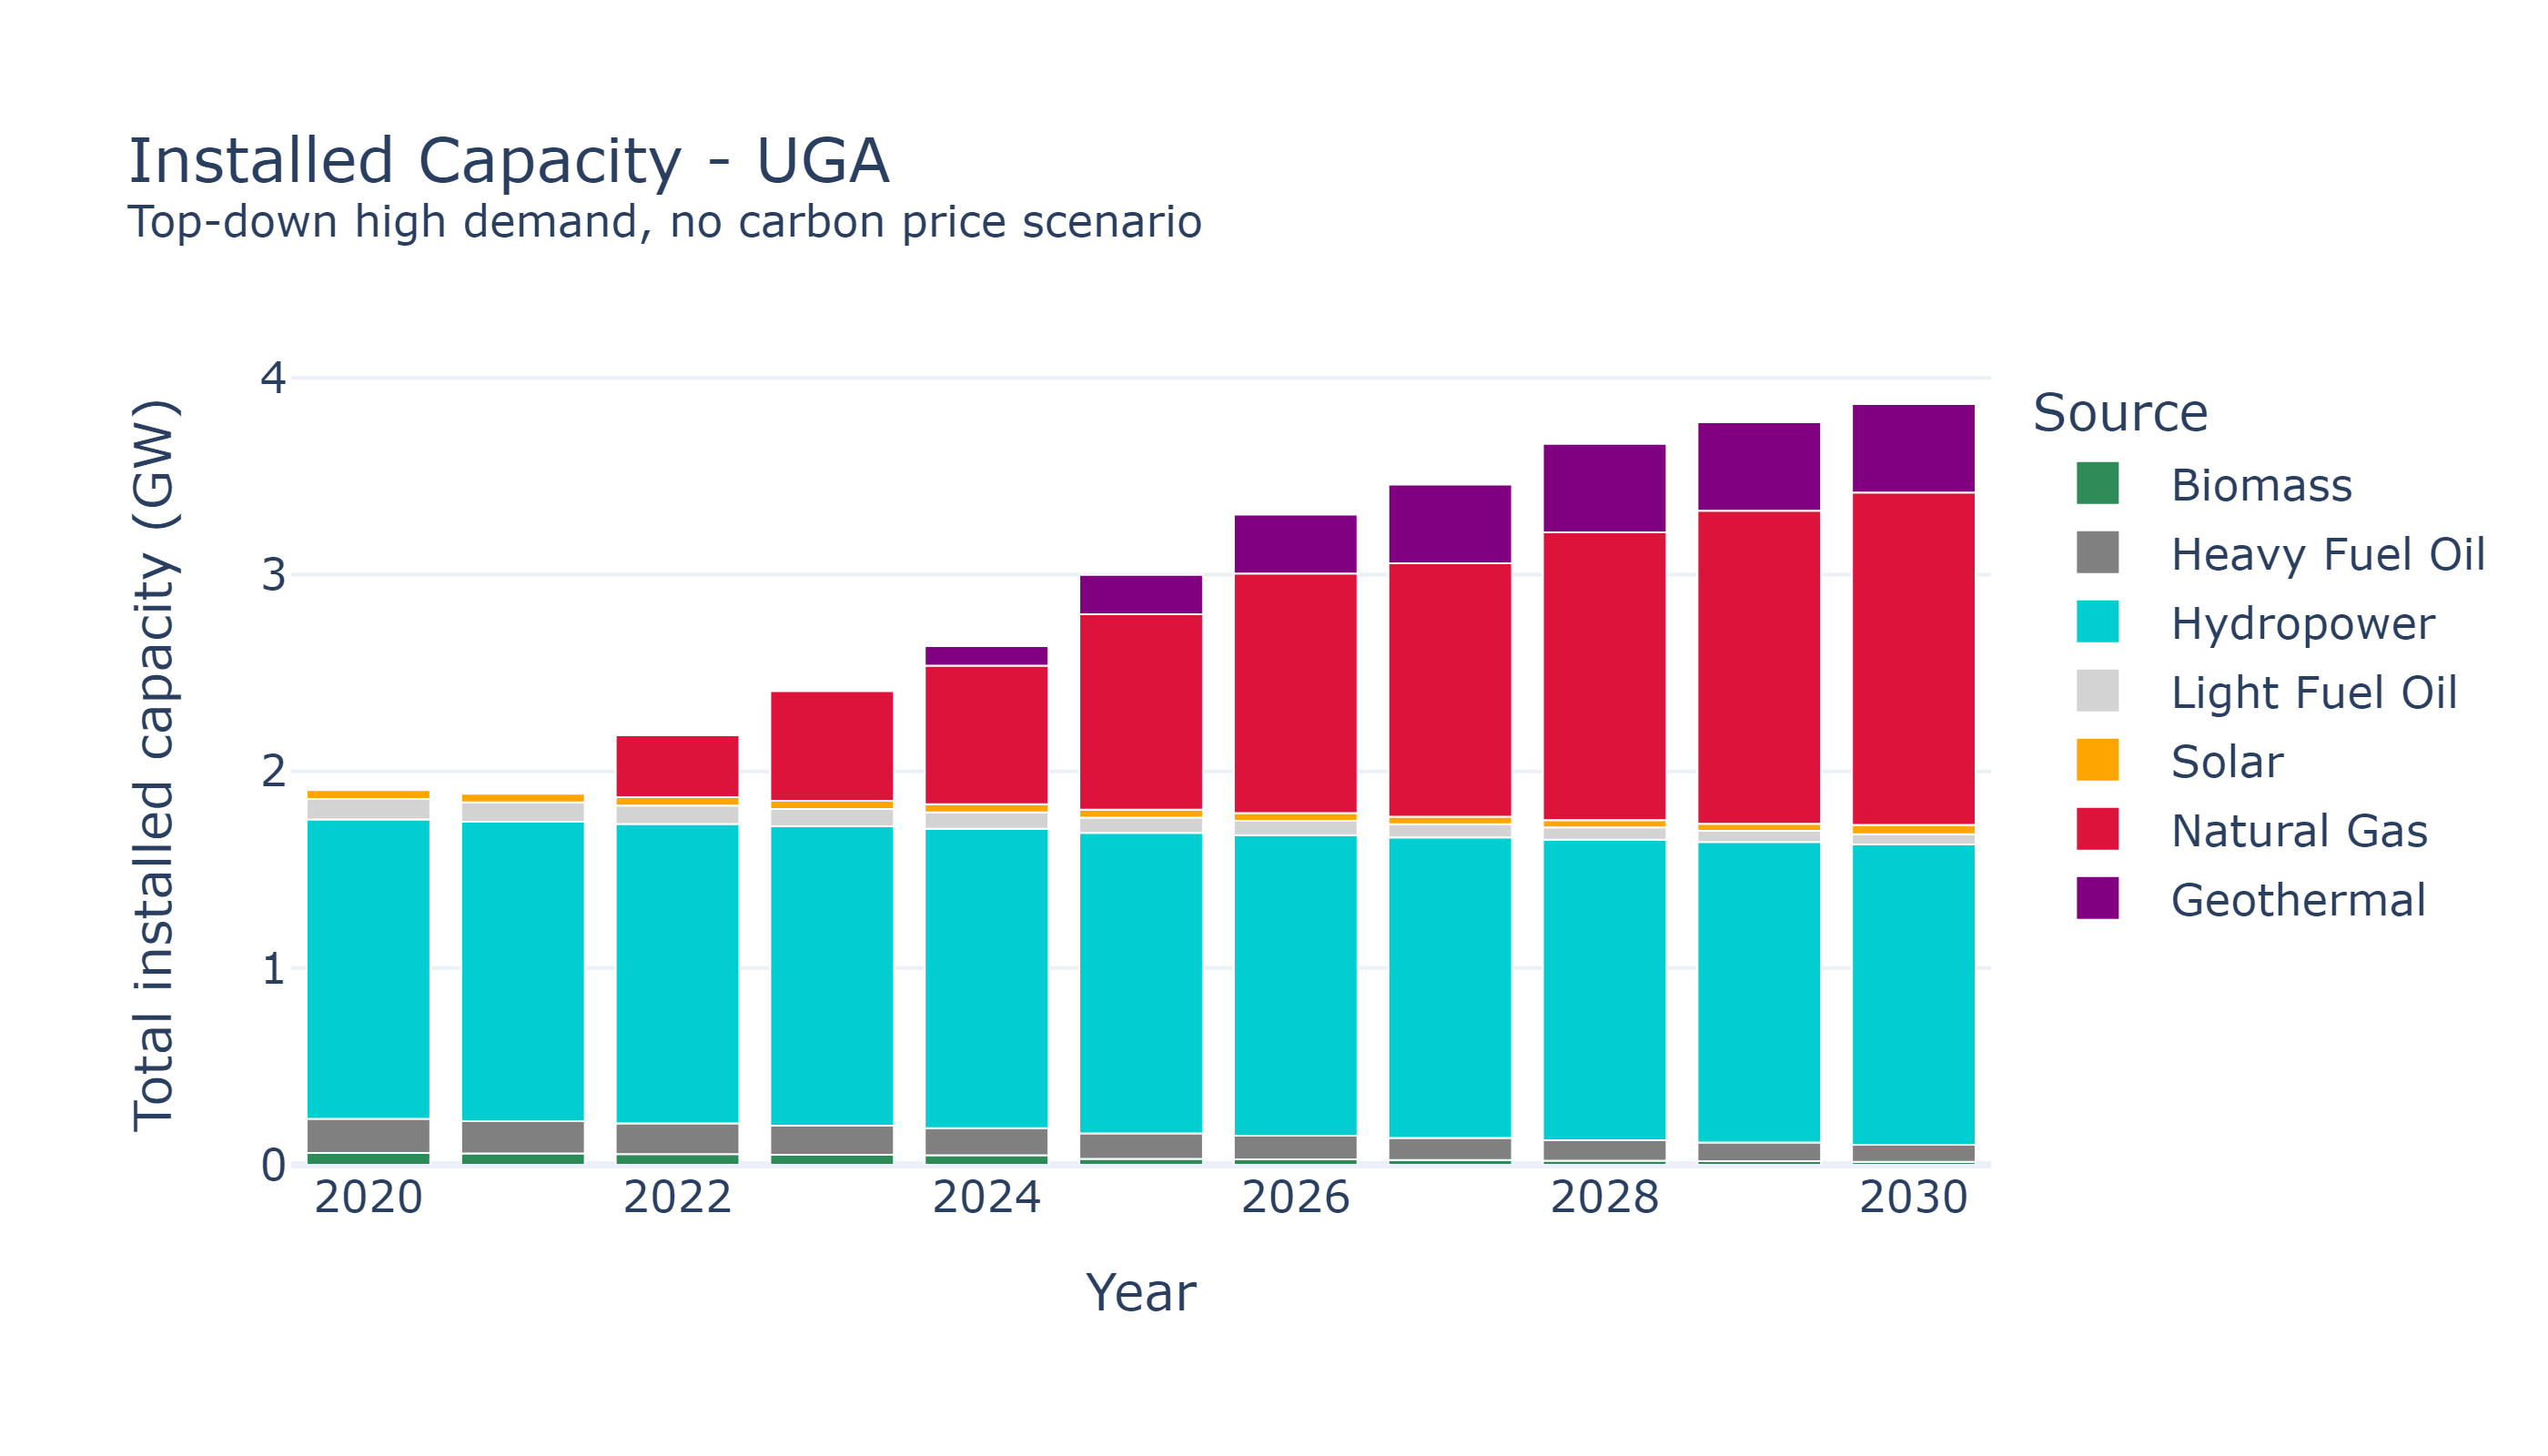 Installed Capacity - UGA
Top-down high demand, no carbon price scenario
Total installed capacity (GW)
4
3
2
1
0
2020 2022 2024 2026 2028 2030
Year
Source
Biomass
Heavy Fuel Oil
Hydropower
Light Fuel Oil
Solar
Natural Gas
Geothermal